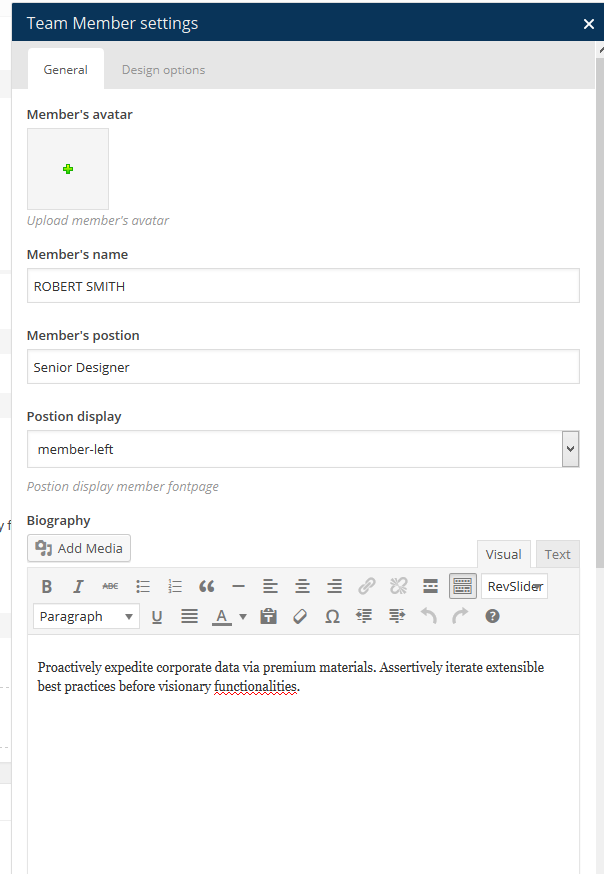 Team Member settings
General Design options
Member's avatar
Upload member's avatar
Member's name
ROBERT SMITH
Member's postion
Senior Designer
Postion display
member-left
Postion display member fontpage
Biography
Add Media
Visual Text
B I ABC RevSlider
Paragraph U A T Ω ?
Proactively expedite corporate data via premium materials. Assertively iterate extensible
best practices before visionary functionalities.